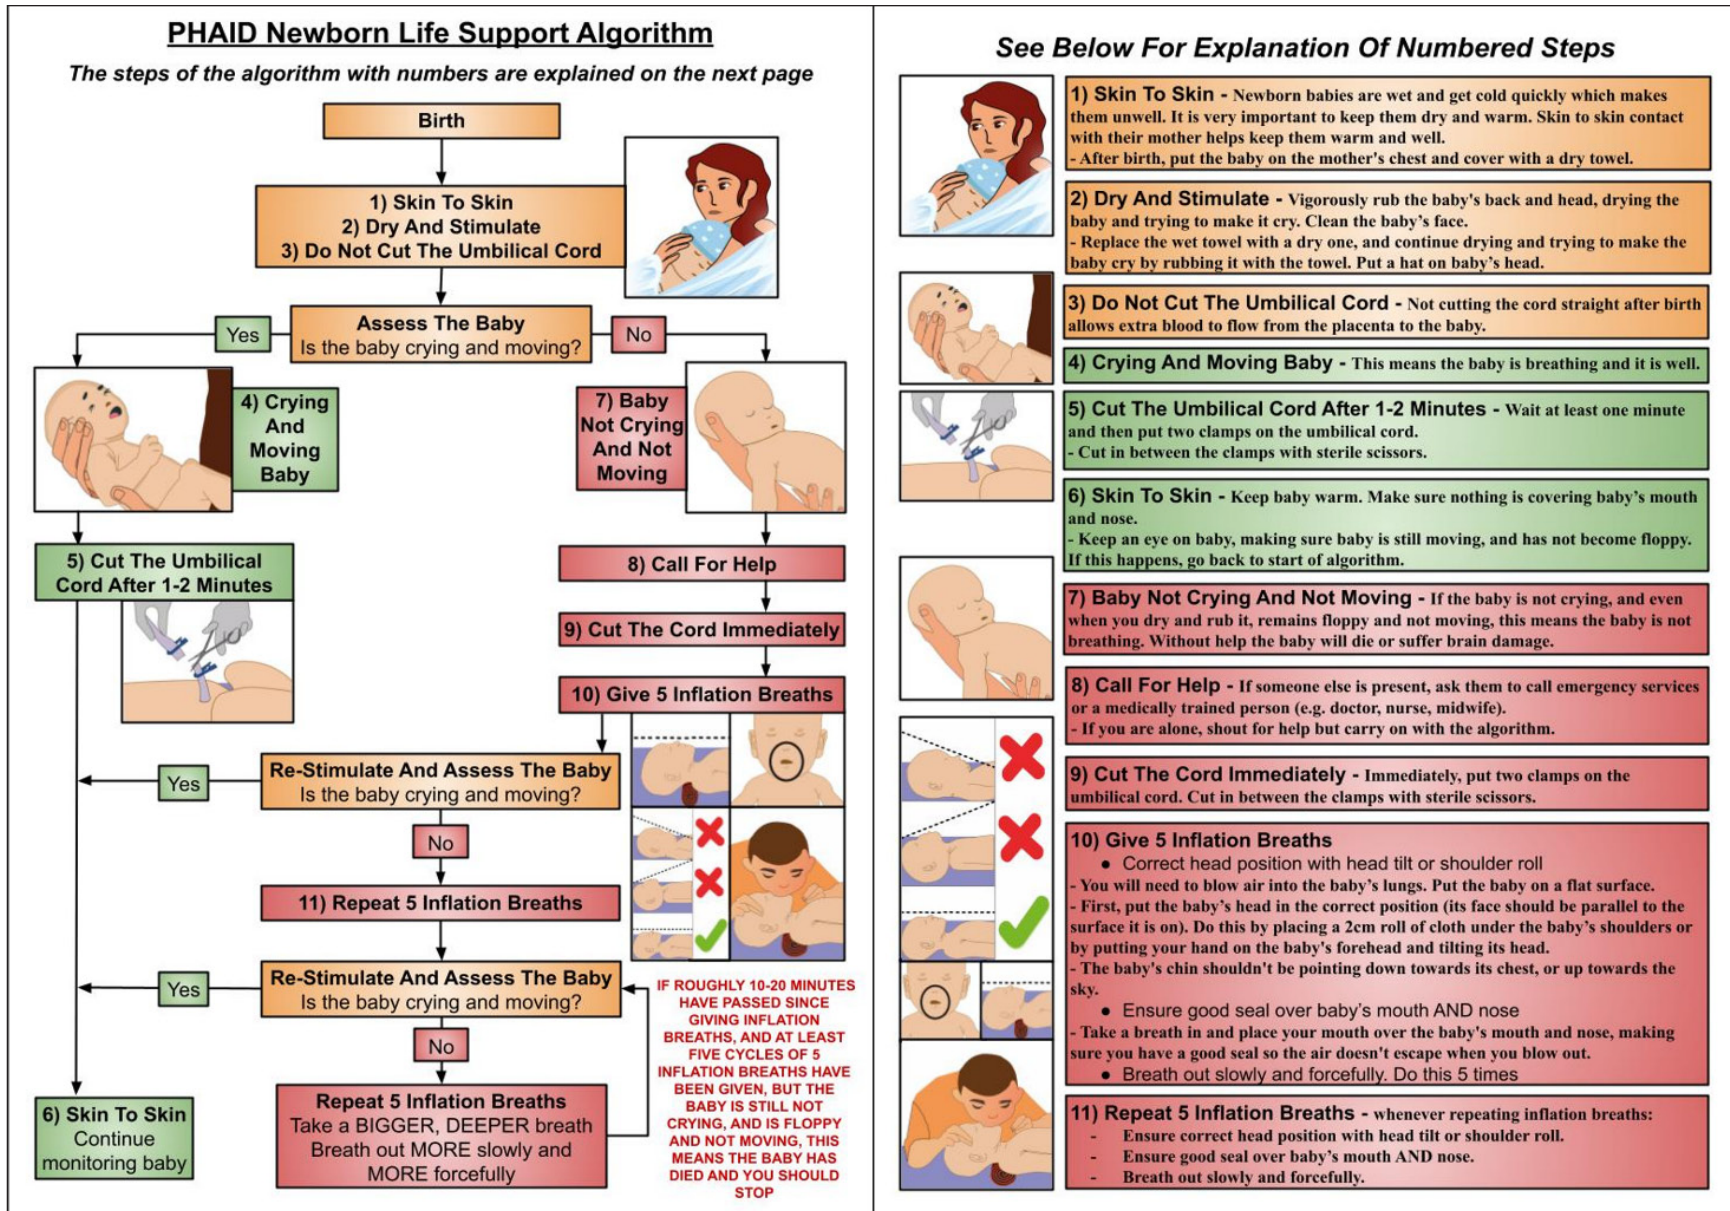 PHAID Newborn Life Support Algorithm
The steps of the algorithm with numbers are explained on the next page
Birth
1) Skin To Skin
2) Dry And Stimulate
3) Do Not Cut The Umbilical Cord
Assess The Baby
Is the baby crying and moving?
Yes
No
4) Crying
And
Moving
Baby
7) Baby
Not Crying
And Not
Moving
5) Cut The Umbilical
Cord After 1-2 Minutes
8) Call For Help
9) Cut The Cord Immediately
10) Give 5 Inflation Breaths
Re-Stimulate And Assess The Baby
Is the baby crying and moving?
Yes
No
11) Repeat 5 Inflation Breaths
Re-Stimulate And Assess The Baby
Is the baby crying and moving?
Yes
No
Repeat 5 Inflation Breaths
Take a BIGGER, DEEPER breath
Breath out MORE slowly and
MORE forcefully
IF ROUGHLY 10-20 MINUTES
HAVE PASSED SINCE
GIVING INFLATION
BREATHS, AND AT LEAST
FIVE CYCLES OF 5
INFLATION BREATHS HAVE
BEEN GIVEN, BUT THE
BABY IS STILL NOT
CRYING, AND IS FLOPPY
AND NOT MOVING, THIS
MEANS THE BABY HAS
DIED AND YOU SHOULD
STOP
6) Skin To Skin
Continue
monitoring baby
See Below For Explanation Of Numbered Steps
1) Skin To Skin - Newborn babies are wet and get cold quickly which makes
them unwell. It is very important to keep them dry and warm. Skin to skin contact
with their mother helps keep them warm and well.
- After birth, put the baby on the mother's chest and cover with a dry towel.
2) Dry And Stimulate - Vigorously rub the baby's back and head, drying the
baby and trying to make it cry. Clean the baby's face.
- Replace the wet towel with a dry one, and continue drying and trying to make the
baby cry by rubbing it with the towel. Put a hat on baby's head.
3) Do Not Cut The Umbilical Cord - Not cutting the cord straight after birth
allows extra blood to flow from the placenta to the baby.
4) Crying And Moving Baby - This means the baby is breathing and it is well.
5) Cut The Umbilical Cord After 1-2 Minutes - Wait at least one minute
and then put two clamps on the umbilical cord.
- Cut in between the clamps with sterile scissors.
6) Skin To Skin - Keep baby warm. Make sure nothing is covering baby's mouth
and nose.
- Keep an eye on baby, making sure baby is still moving, and has not become floppy.
If this happens, go back to start of algorithm.
7) Baby Not Crying And Not Moving - If the baby is not crying, and even
when you dry and rub it, remains floppy and not moving, this means the baby is not
breathing. Without help the baby will die or suffer brain damage.
8) Call For Help - If someone else is present, ask them to call emergency services
or a medically trained person (e.g. doctor, nurse, midwife).
- If you are alone, shout for help but carry on with the algorithm.
9) Cut The Cord Immediately - Immediately, put two clamps on the
umbilical cord. Cut in between the clamps with sterile scissors.
10) Give 5 Inflation Breaths
● Correct head position with head tilt or shoulder roll
- You will need to blow air into the baby's lungs. Put the baby on a flat surface.
- First, put the baby's head in the correct position (its face should be parallel to the
surface it is on). Do this by placing a 2cm roll of cloth under the baby's shoulders or
by putting your hand on the baby's forehead and tilting its head.
- The baby's chin shouldn't be pointing down towards its chest, or up towards the
sky.
● Ensure good seal over baby's mouth AND nose
- Take a breath in and place your mouth over the baby's mouth and nose, making
sure you have a good seal so the air doesn't escape when you blow out.
● Breath out slowly and forcefully. Do this 5 times
11) Repeat 5 Inflation Breaths - whenever repeating inflation breaths:
- Ensure correct head position with head tilt or shoulder roll.
- Ensure good seal over baby's mouth AND nose.
- Breath out slowly and forcefully.